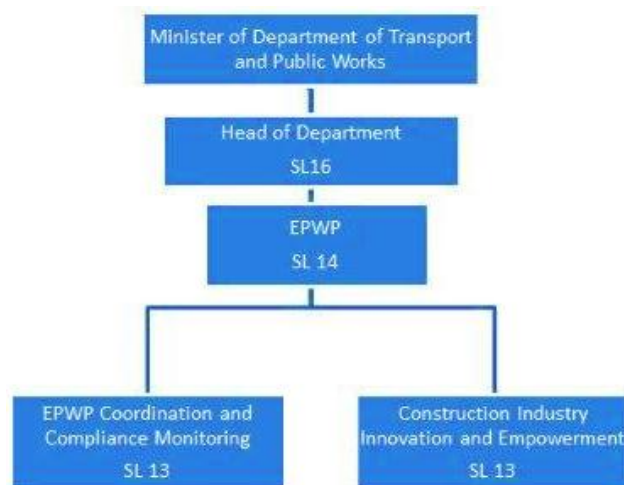 Minister of Department of Transport
and Public Works
Head of Department
SL16
EPWP
SL 14
EPWP Coordination and
Compliance Monitoring
SL 13
Construction Industry
Innovation and Empowerment
SL 13